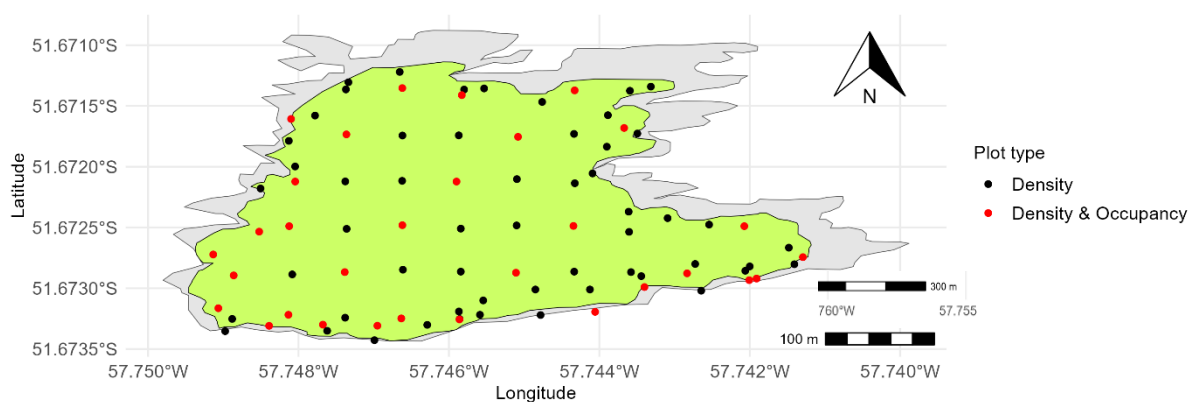 51.6710°S
51.6715°S
51.6720°S
51.6725°S
51.6730°S
51.6735°S
Latitude
57.750°W
57.748°W
57.746°W
57.744°W
57.742°W
57.740°W
Longitude
N
Plot type
Density
Density & Occupancy
300 m
760°W
57.755
100 m